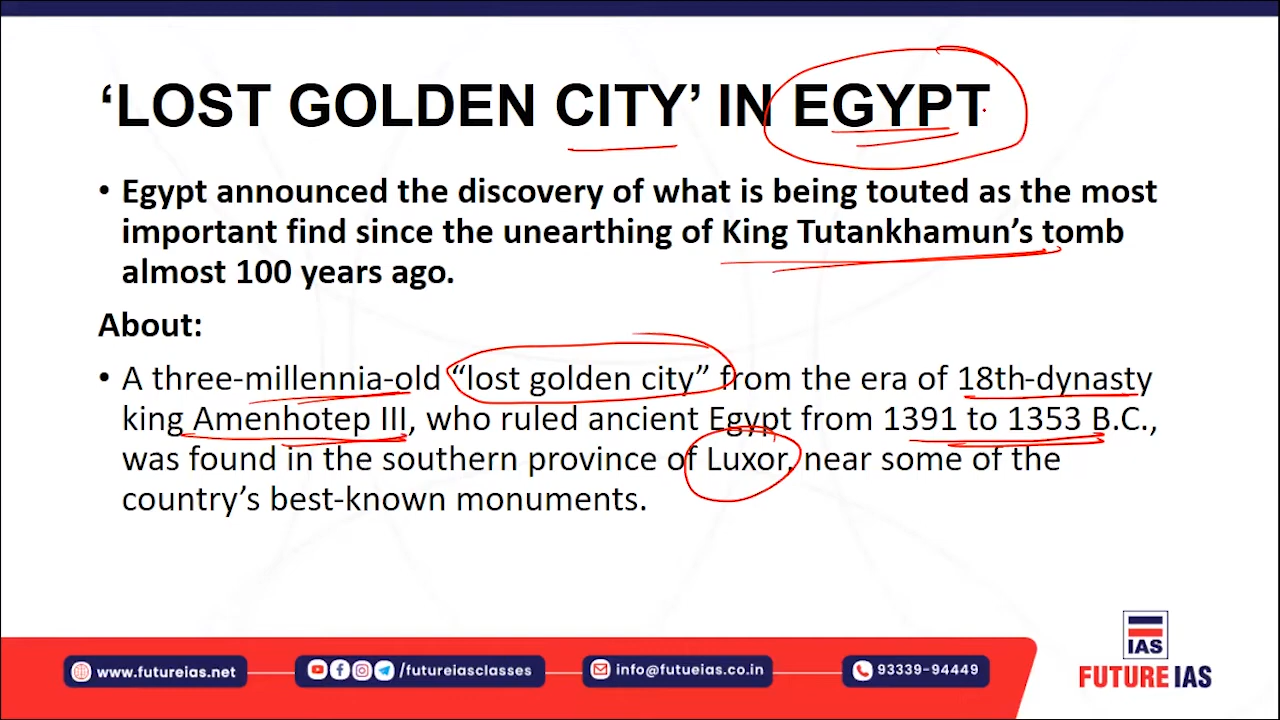 ‘LOST GOLDEN CITY’ IN EGYPT
• Egypt announced the discovery of what is being touted as the most
important find since the unearthing of King Tutankhamun’s tomb
almost 100 years ago.
About:
• A three-millennia-old “lost golden city” from the era of 18th-dynasty
king Amenhotep III, who ruled ancient Egypt from 1391 to 1353 B.C.,
was found in the southern province of Luxor, near some of the
country’s best-known monuments.
IAS
FUTURE IAS
www.futureias.net
/futureiasclasses
info@futueias.co.in
93339-94449